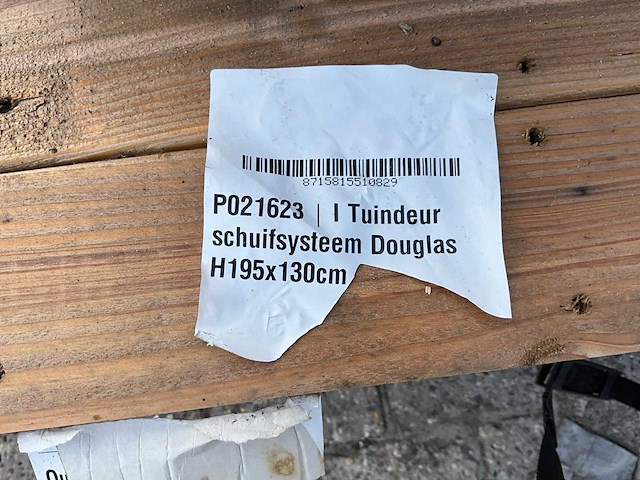 8715815510829
P021623 | I Tuindeur
schuifsysteem Douglas
H195x130cm